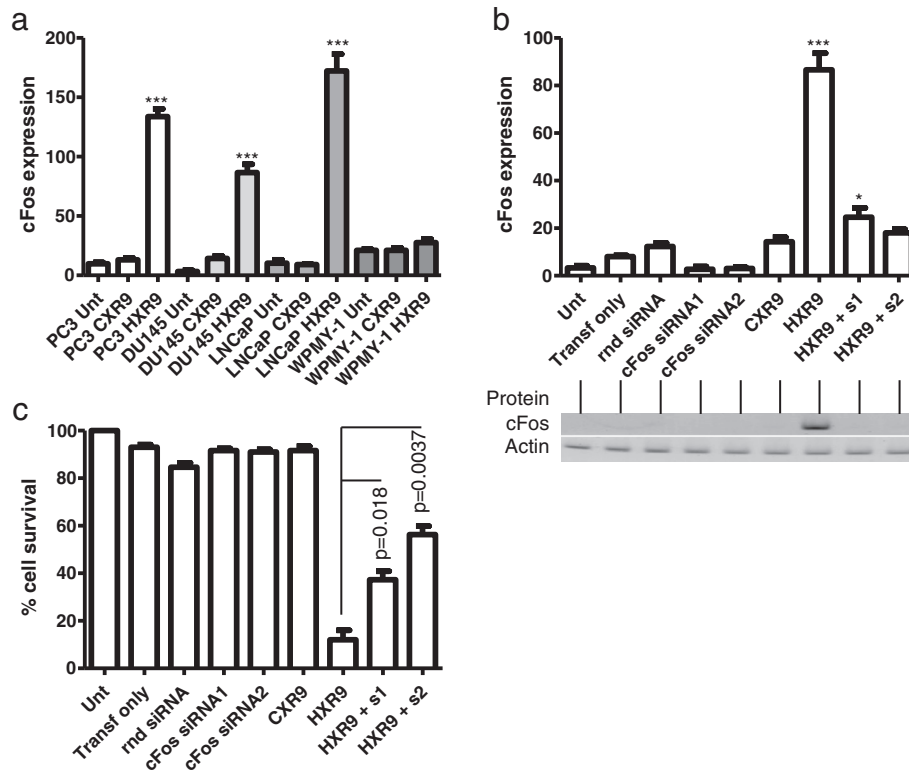 a
cFos expression
200
150
100
50
0
***
***
***
PC3 Unt
PC3 CXR9
PC3 HXR9
DU145 Unt
DU145 CXR9
DU145 HXR9
LNCaP Unt
LNCaP CXR9
LNCaP HXR9
WPMY-1 Unt
WPMY-1 CXR9
WPMY-1 HXR9
b
cFos expression
100
80
60
40
20
0
***
*
Unt
Transf only
rnd siRNA
cFos siRNA1
cFos siRNA2
CXR9
HXR9
HXR9 + s1
HXR9 + s2
Protein
cFos
Actin
c
% cell survival
100
80
60
40
20
0
p=0.018
p=0.0037
Unt
Transf only
rnd siRNA
cFos siRNA1
cFos siRNA2
CXR9
HXR9
HXR9 + s1
HXR9 + s2